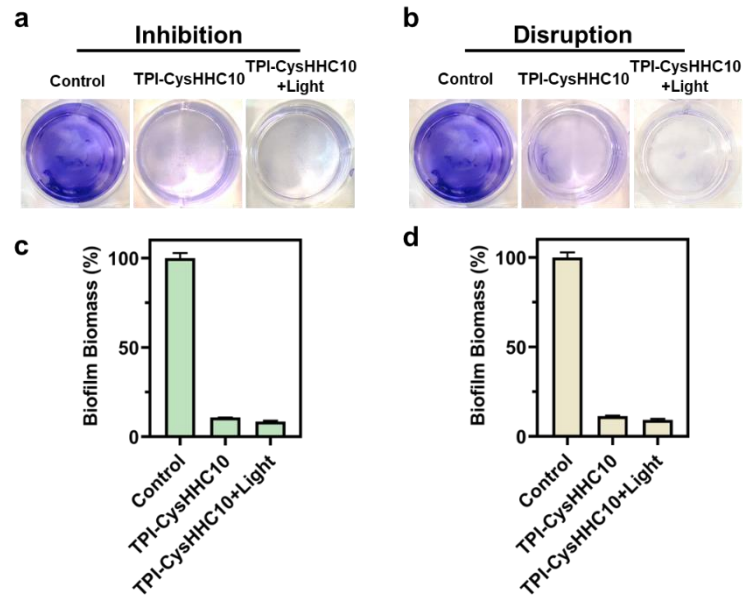 a
Inhibition
Control
TPI-CysHHC10
TPI-CysHHC10
+Light
b
Disruption
Control
TPI-CysHHC10
TPI-CysHHC10
+Light
c
Biofilm Biomass (%)
100
50
0
Control
TPI-CysHHC10
TPI-CysHHC10+Light
d
Biofilm Biomass (%)
100
50
0
Control
TPI-CysHHC10
TPI-CysHHC10+Light